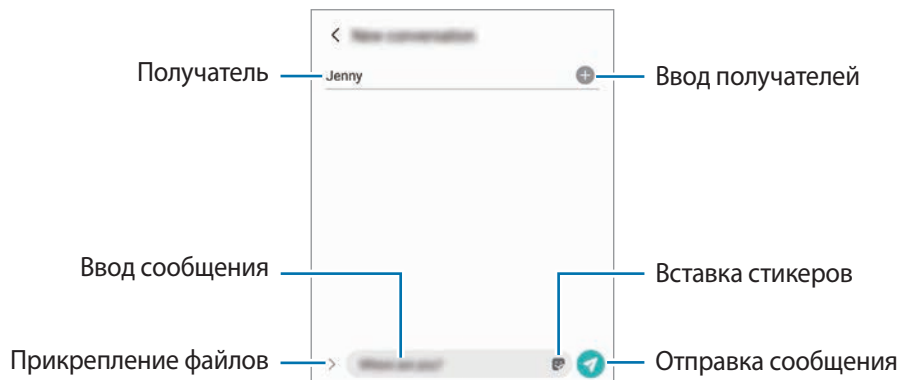 Получатель
Jenny
Ввод получателей
Ввод сообщения
Вставка стикеров
Прикрепление файлов
Отправка сообщения